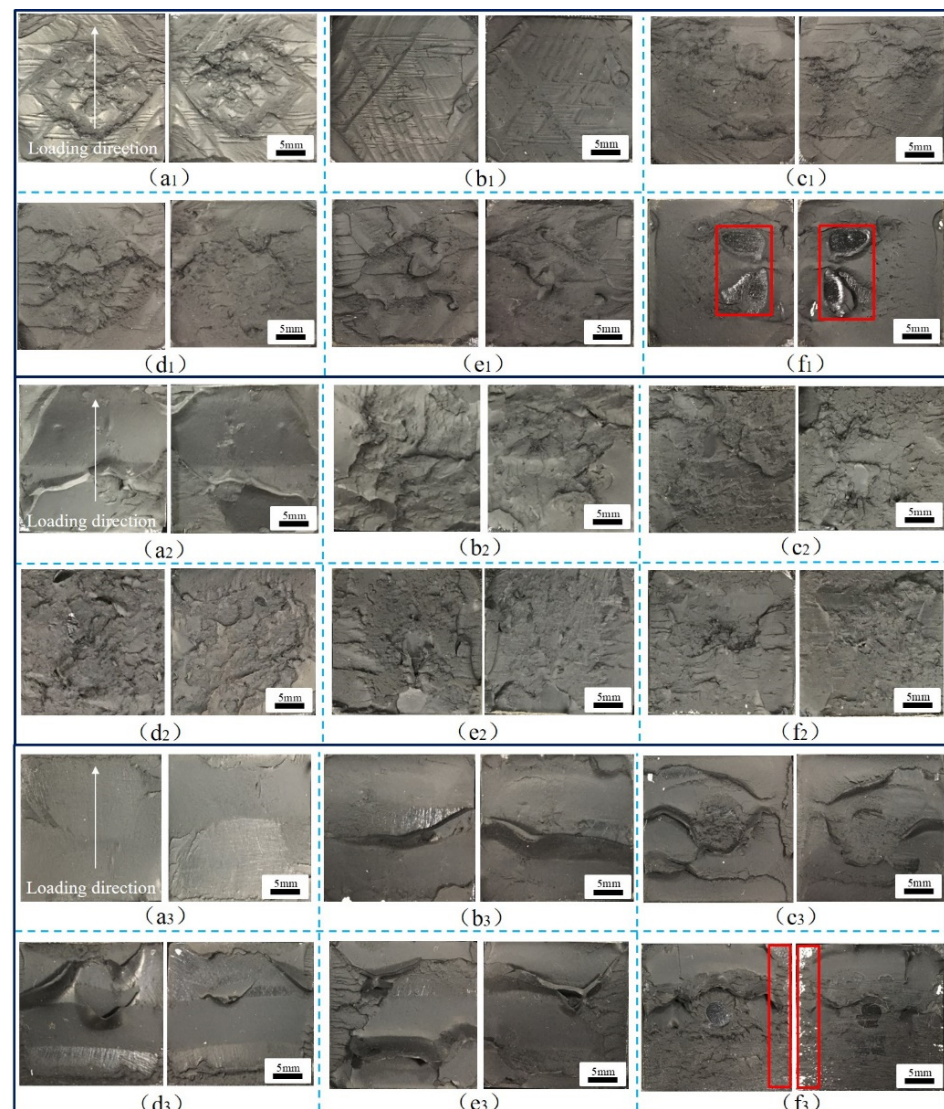 Loading direction
5mm
5mm
5mm
(a1)
(b1)
(c1)
5mm
5mm
5mm
(d1)
(e1)
(f1)
Loading direction
5mm
5mm
5mm
(a2)
(b2)
(c2)
5mm
5mm
5mm
(d2)
(e2)
(f2)
Loading direction
5mm
5mm
5mm
(a3)
(b3)
(c3)
5mm
5mm
5mm
(d3)
(e3)
(f3)